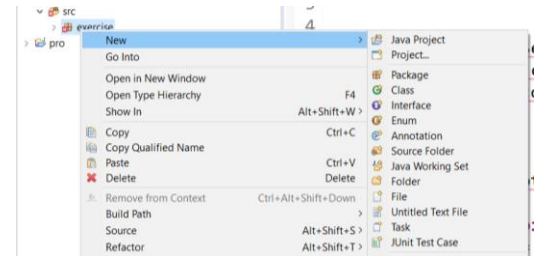 src
exercise
pro
4
New
Go Into
Open in New Window
Open Type Hierarchy F4
Show In Alt+Shift+W >
Copy Ctrl+C
Copy Qualified Name
Paste Ctrl+V
Delete Delete
Remove from Context Ctrl+Alt+Shift+Down
Build Path
Source Alt+Shift+S >
Refactor Alt+Shift+T >
Java Project
Project...
Package
Class
Interface
Enum
Annotation
Source Folder
Java Working Set
Folder
File
Untitled Text File
Task
JUnit Test Case